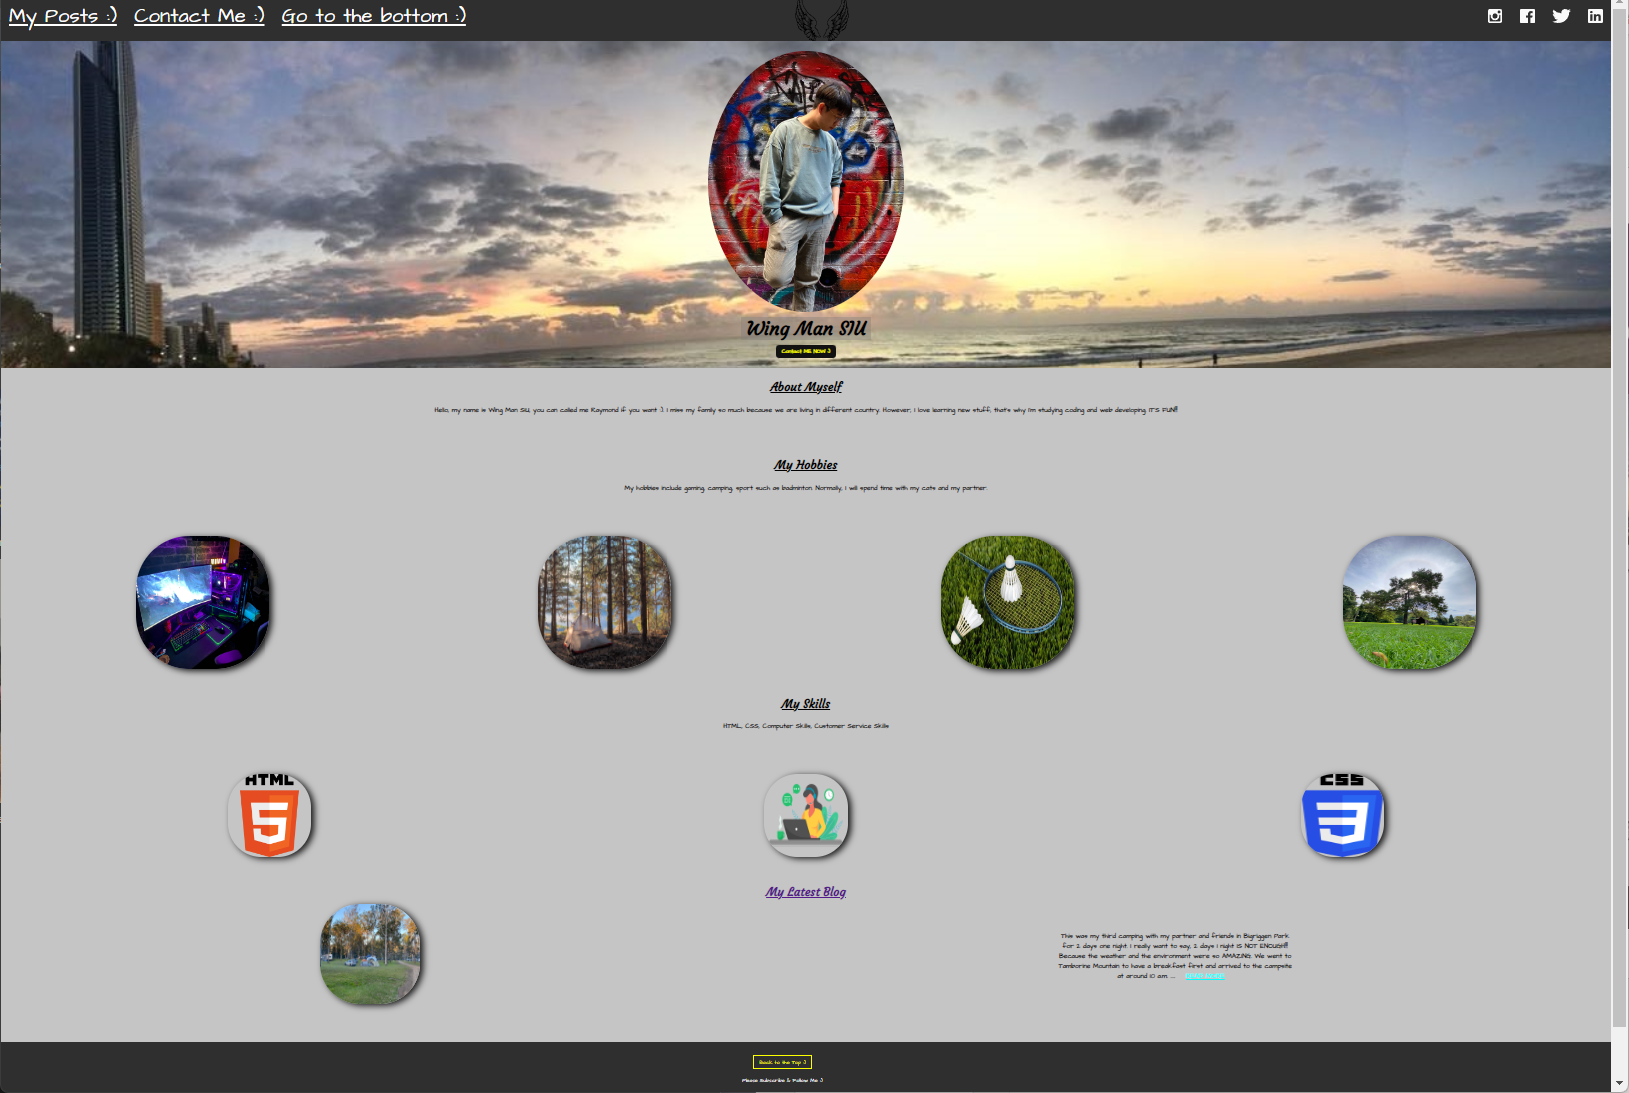 My Posts :) Contact Me :) Go to the bottom :)
Wing Man SIU
Contact ME NOW :)
About Myself
Hello, my name is Wing Man SIU, you can called me Raymond if you want :). I miss my family so much because we are living in different country. However, I love learning new stuff, that's why I'm studying coding and web developing. IT'S FUN!!!
My Hobbies
My hobbies include gaming, camping, sport such as badminton. Normally, I will spend time with my cats and my partner.
My Skills
HTML, CSS, Computer Skills, Customer Service Skills
HTML
5
CSS
3
My Latest Blog
This was my third camping with my partner and friends in Bigriggen Park
for 2 days one night. I really want to say, 2 days 1 night IS NOT ENOUGH!!!
Because the weather and the environment were so AMAZING. We went to
Tamborine Mountain to have a breakfast first and arrived to the campsite
at around 10 am. ...
Back to the Top :)
Please Subscribe & Follow Me :)